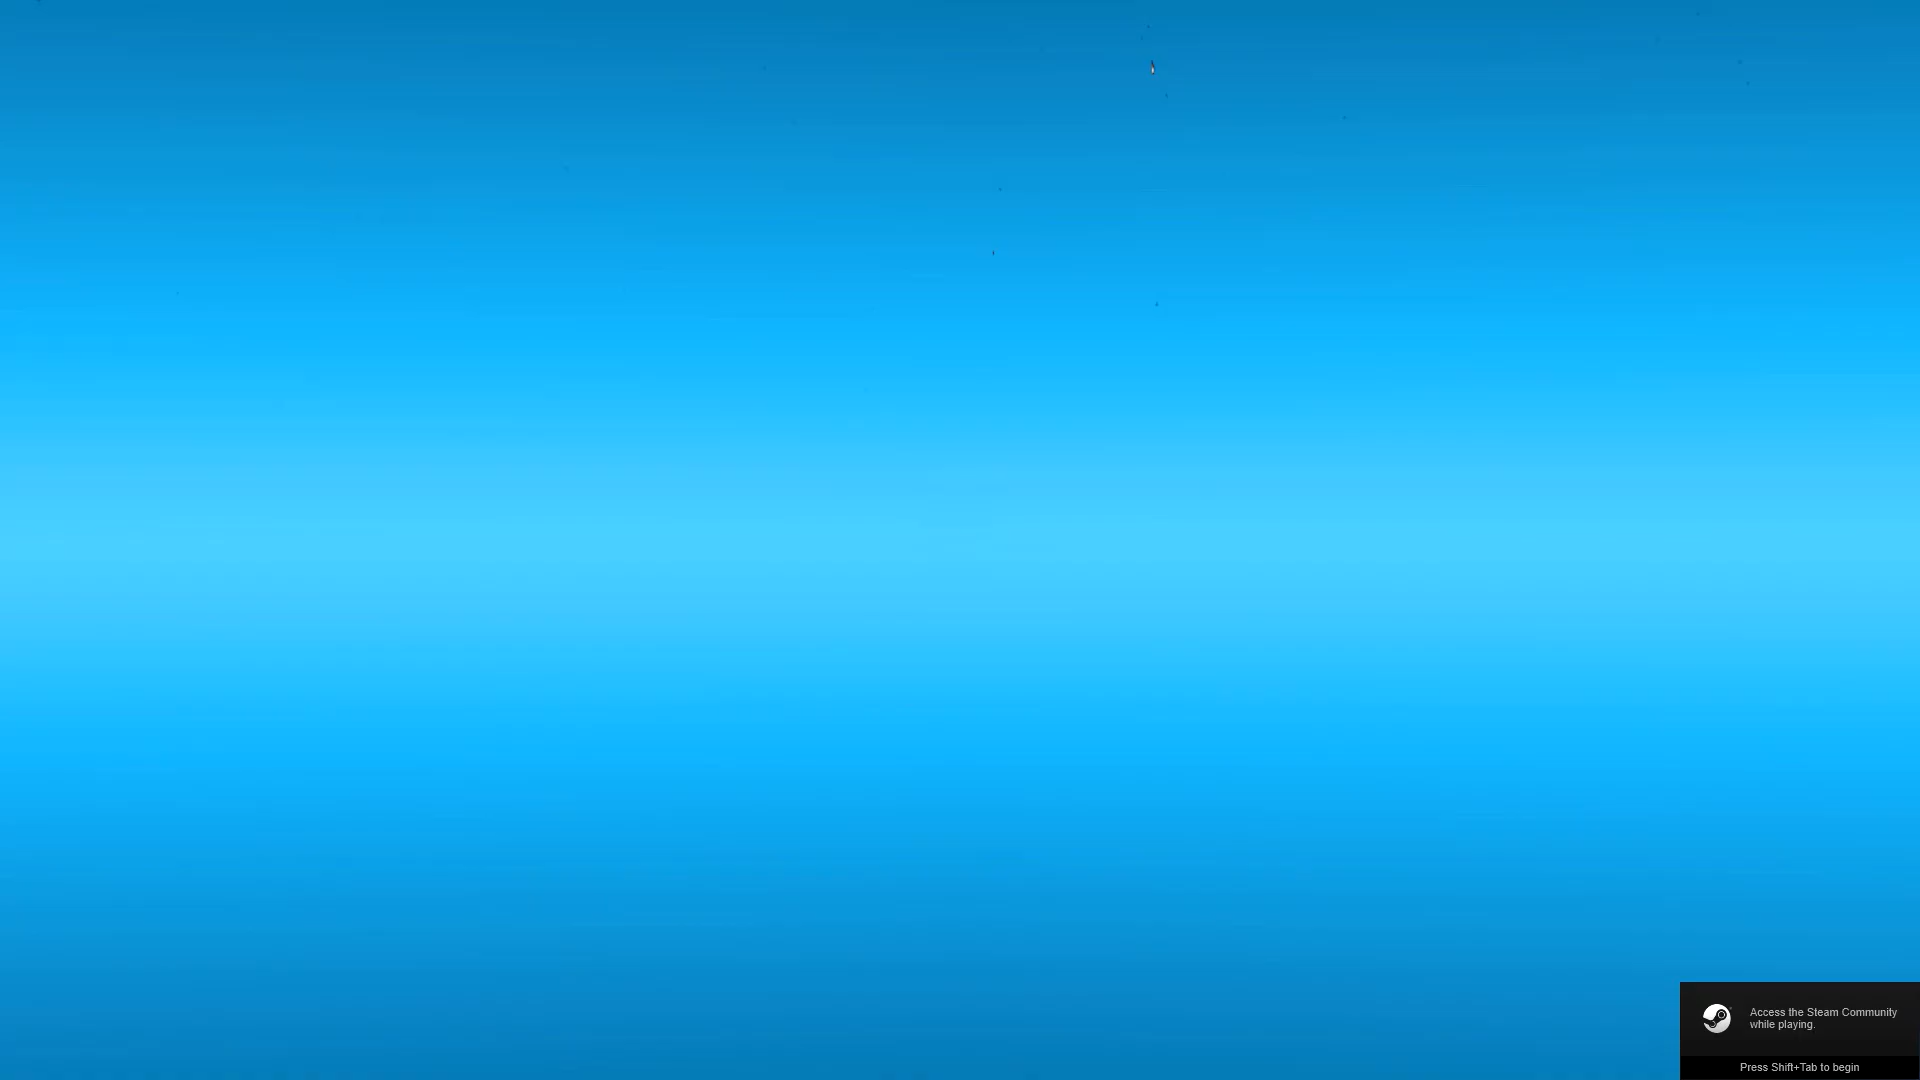 Access the Steam Community
while playing.
Press Shift+Tab to begin